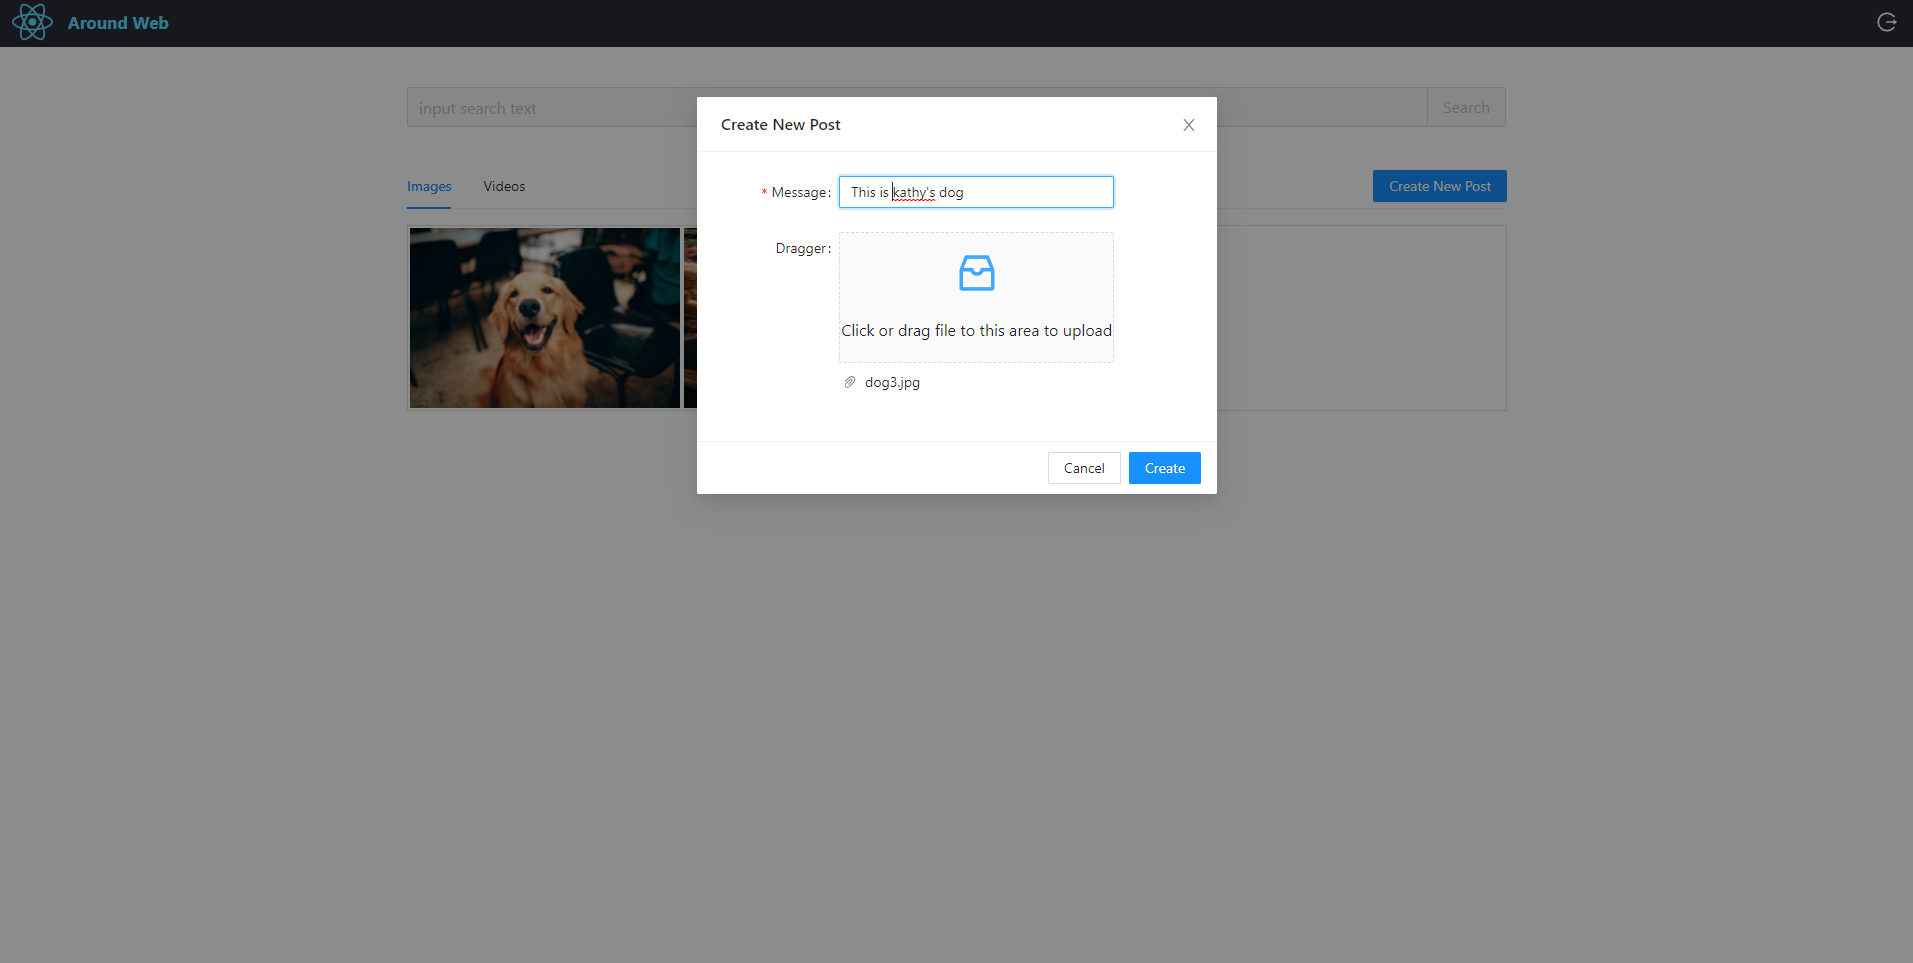 Around Web
input search text
Search
Create New Post
Images
Videos
Create New Post
* Message:
This is kathy's dog
Dragger:
Click or drag file to this area to upload
dog3.jpg
Cancel
Create